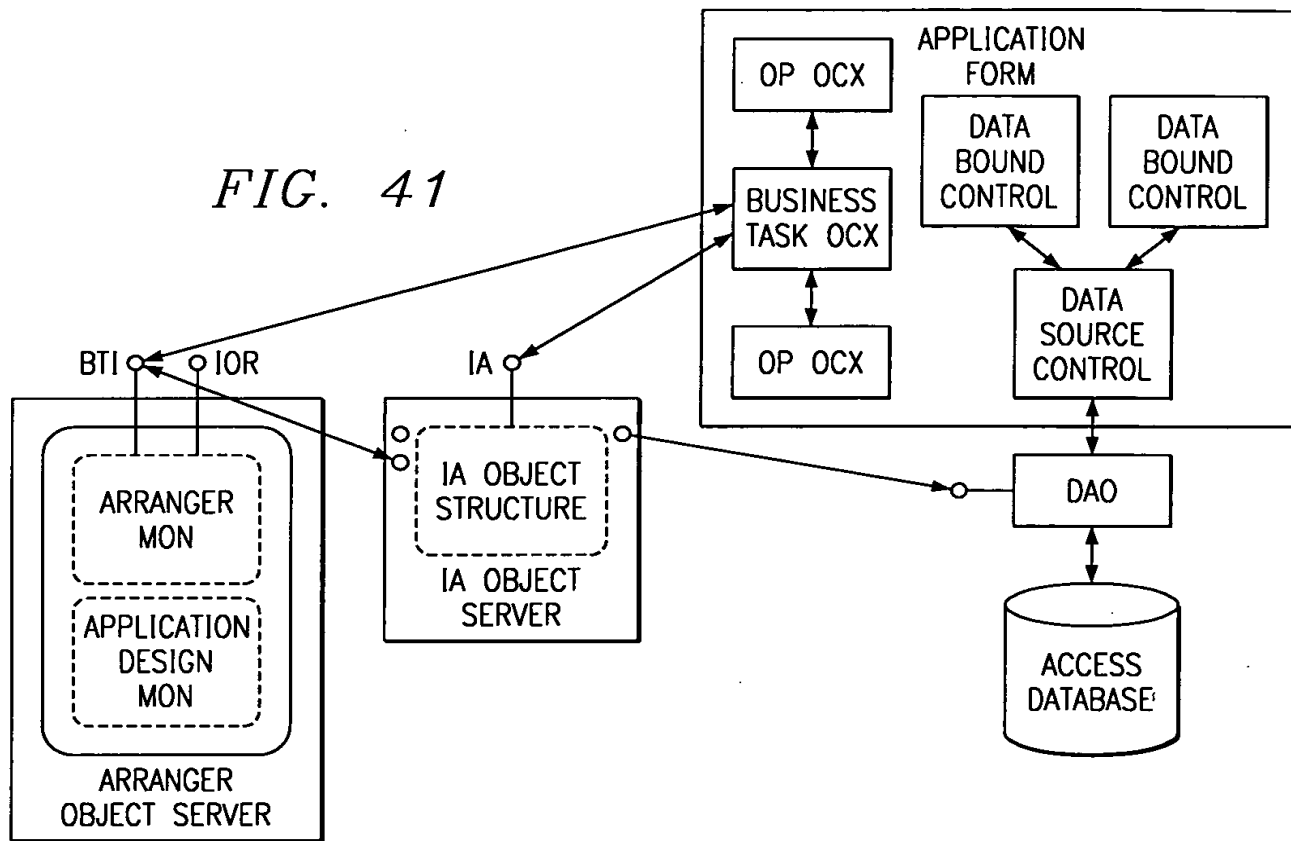 FIG. 41
APPLICATION
FORM
OP OCX
DATA
BOUND
CONTROL
DATA
BOUND
CONTROL
BUSINESS
TASK OCX
DATA
SOURCE
CONTROL
OP OCX
BTI
IOR
IA
ARRANGER
MON
APPLICATION
DESIGN
MON
ARRANGER
OBJECT SERVER
IA OBJECT
STRUCTURE
IA OBJECT
SERVER
DAO
ACCESS
DATABASE